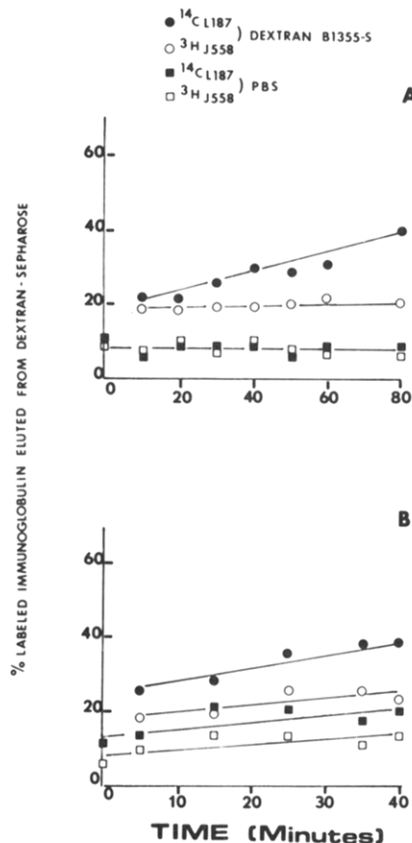 ● ¹⁴C L187 ) DEXTRAN B1355-S
○ ³H J558
■ ¹⁴C L187 ) PBS
□ ³H J558
A
% LABELED IMMUNOGLOBULIN ELUTED FROM DEXTRAN-SEPHAROSE
60
40
20
0
0 20 40 60 80
B
60
40
20
0
0 10 20 30 40
TIME (Minutes)